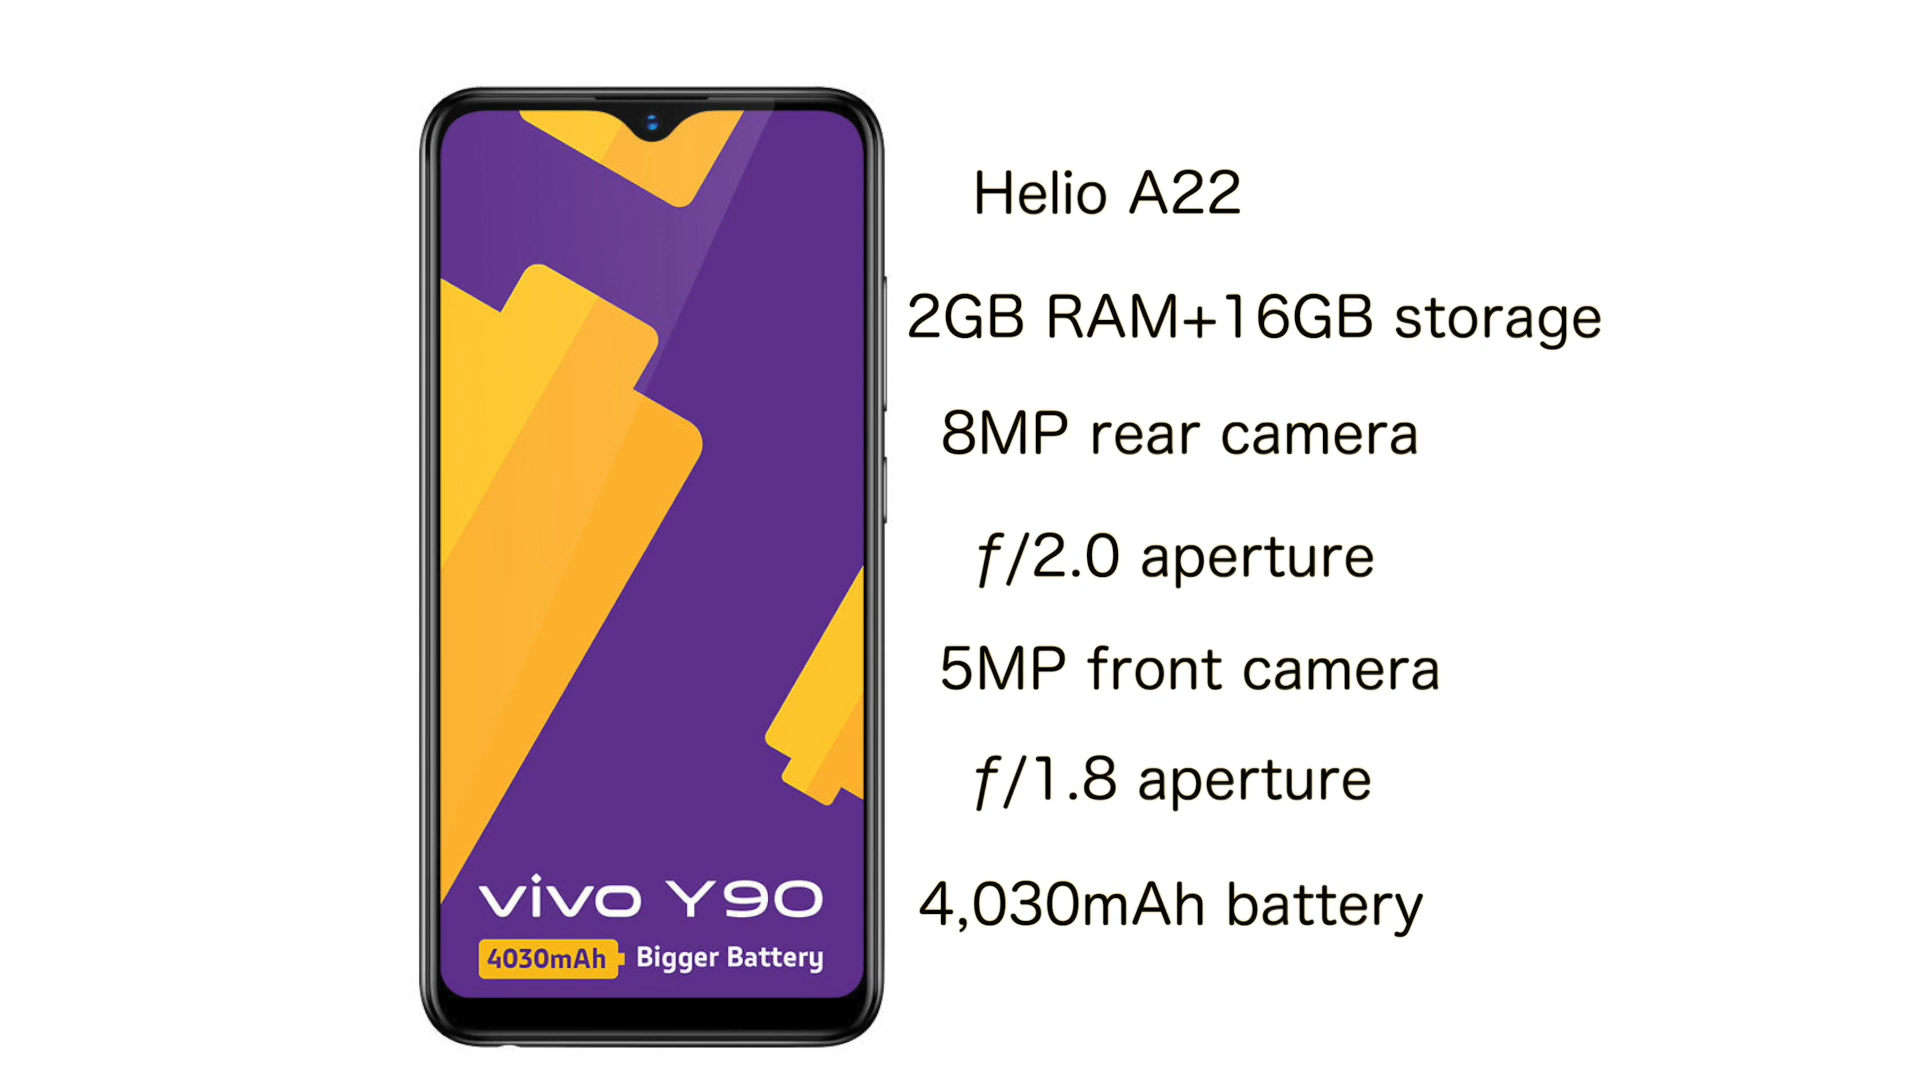 Helio A22
2GB RAM+16GB storage
8MP rear camera
ƒ/2.0 aperture
5MP front camera
ƒ/1.8 aperture
4,030mAh battery
vivo Y90
4030mAh Bigger Battery